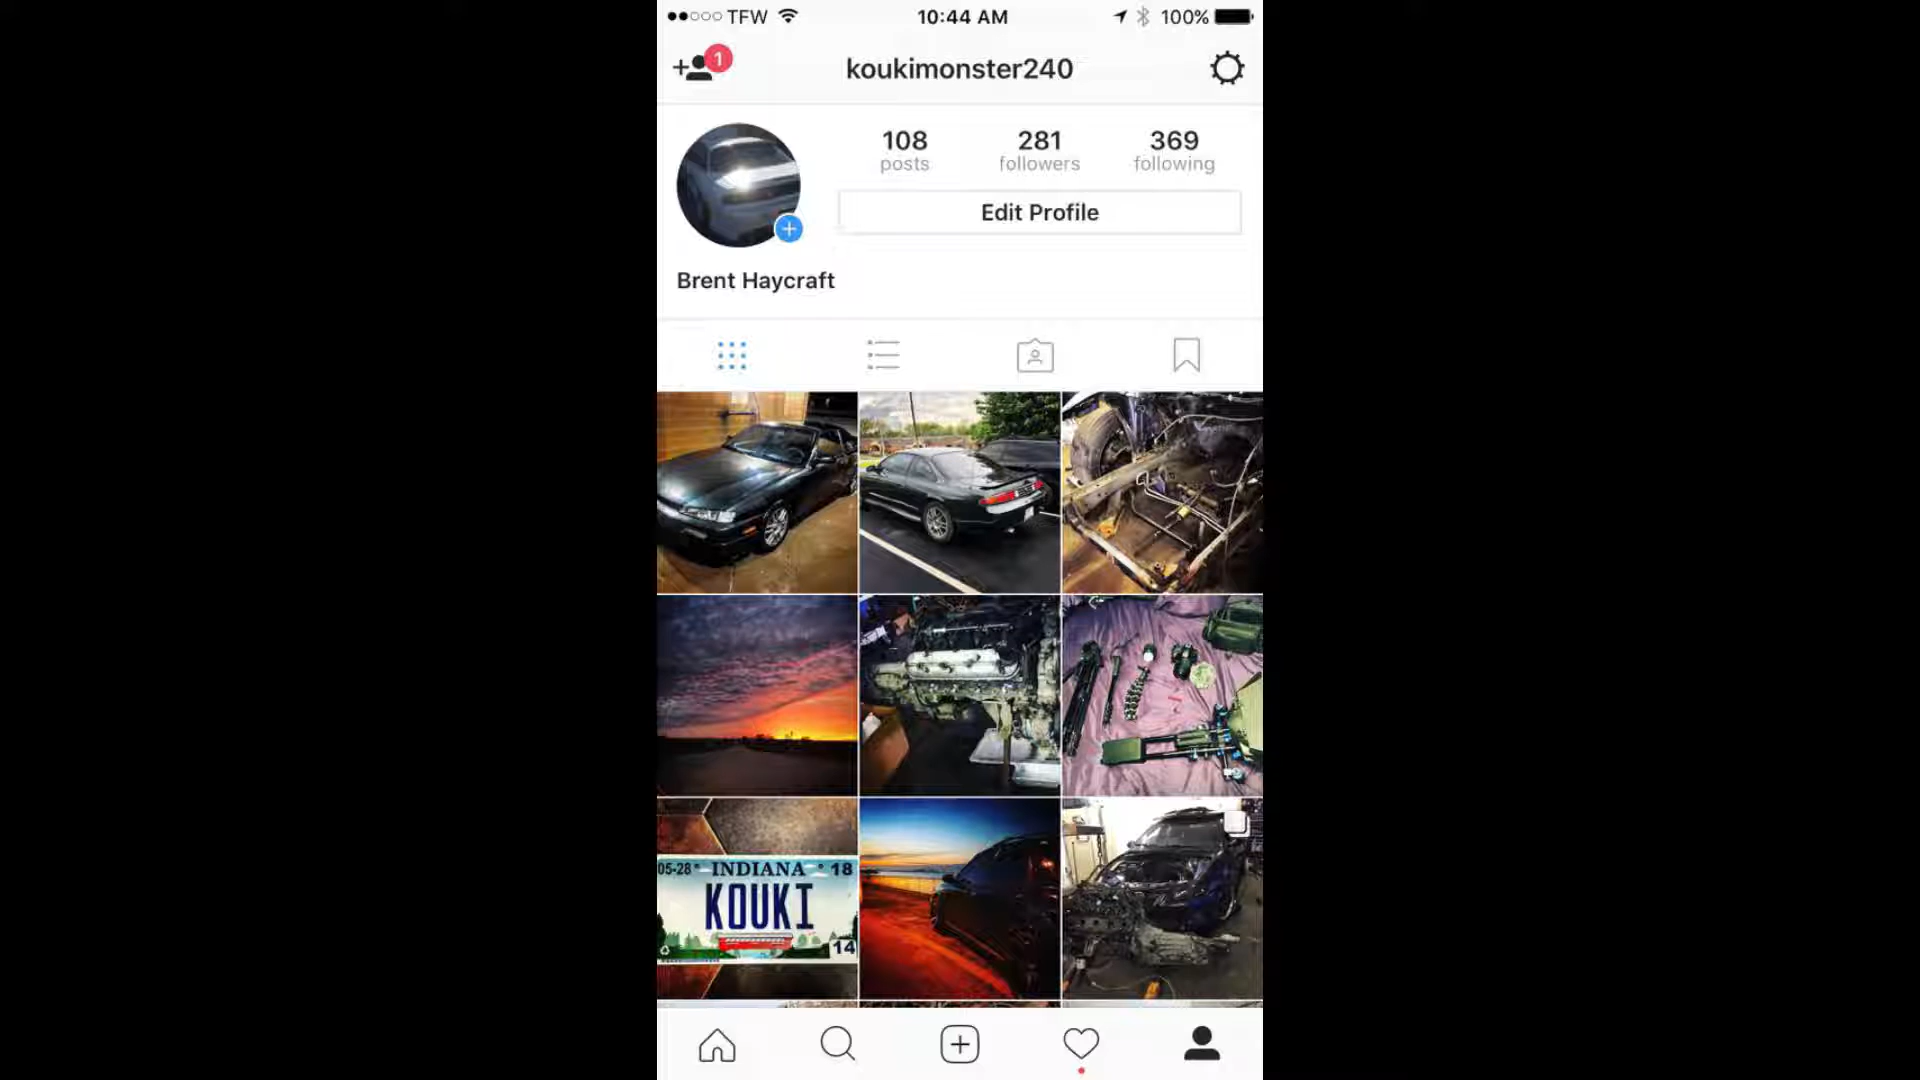 TFW 10:44 AM 100%
1
koukimonster240
108 281 369
posts followers following
Edit Profile
Brent Haycraft
05-28 INDIANA 18
KOUKI
14